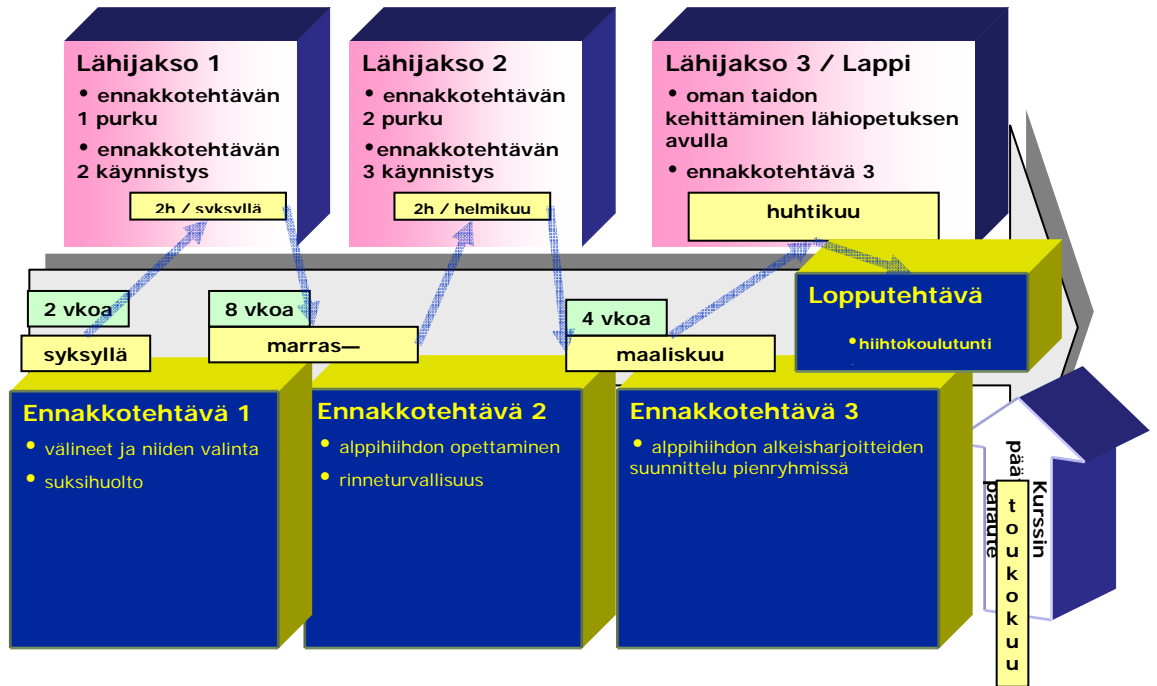 Lähijakso 1
• ennakkotehtävän
1 purku
• ennakkotehtävän
2 käynnistys
2h / syksyllä
Lähijakso 2
• ennakkotehtävän
2 purku
•ennakkotehtävän
3 käynnistys
2h / helmikuu
Lähijakso 3 / Lappi
• oman taidon
kehittäminen lähiopetuksen
avulla
• ennakkotehtävä 3
huhtikuu
2 vkoa
syksyllä
8 vkoa
marras—
4 vkoa
maaliskuu
Lopputehtävä
•hiihtokoulutunti
Ennakkotehtävä 1
• välineet ja niiden valinta
• suksihuolto
Ennakkotehtävä 2
• alppihiihdon opettaminen
• rinneturvallisuus
Ennakkotehtävä 3
• alppihiihdon alkeisharjoitteiden
suunnittelu pienryhmissä
Kurssin
palaute
toukokuu